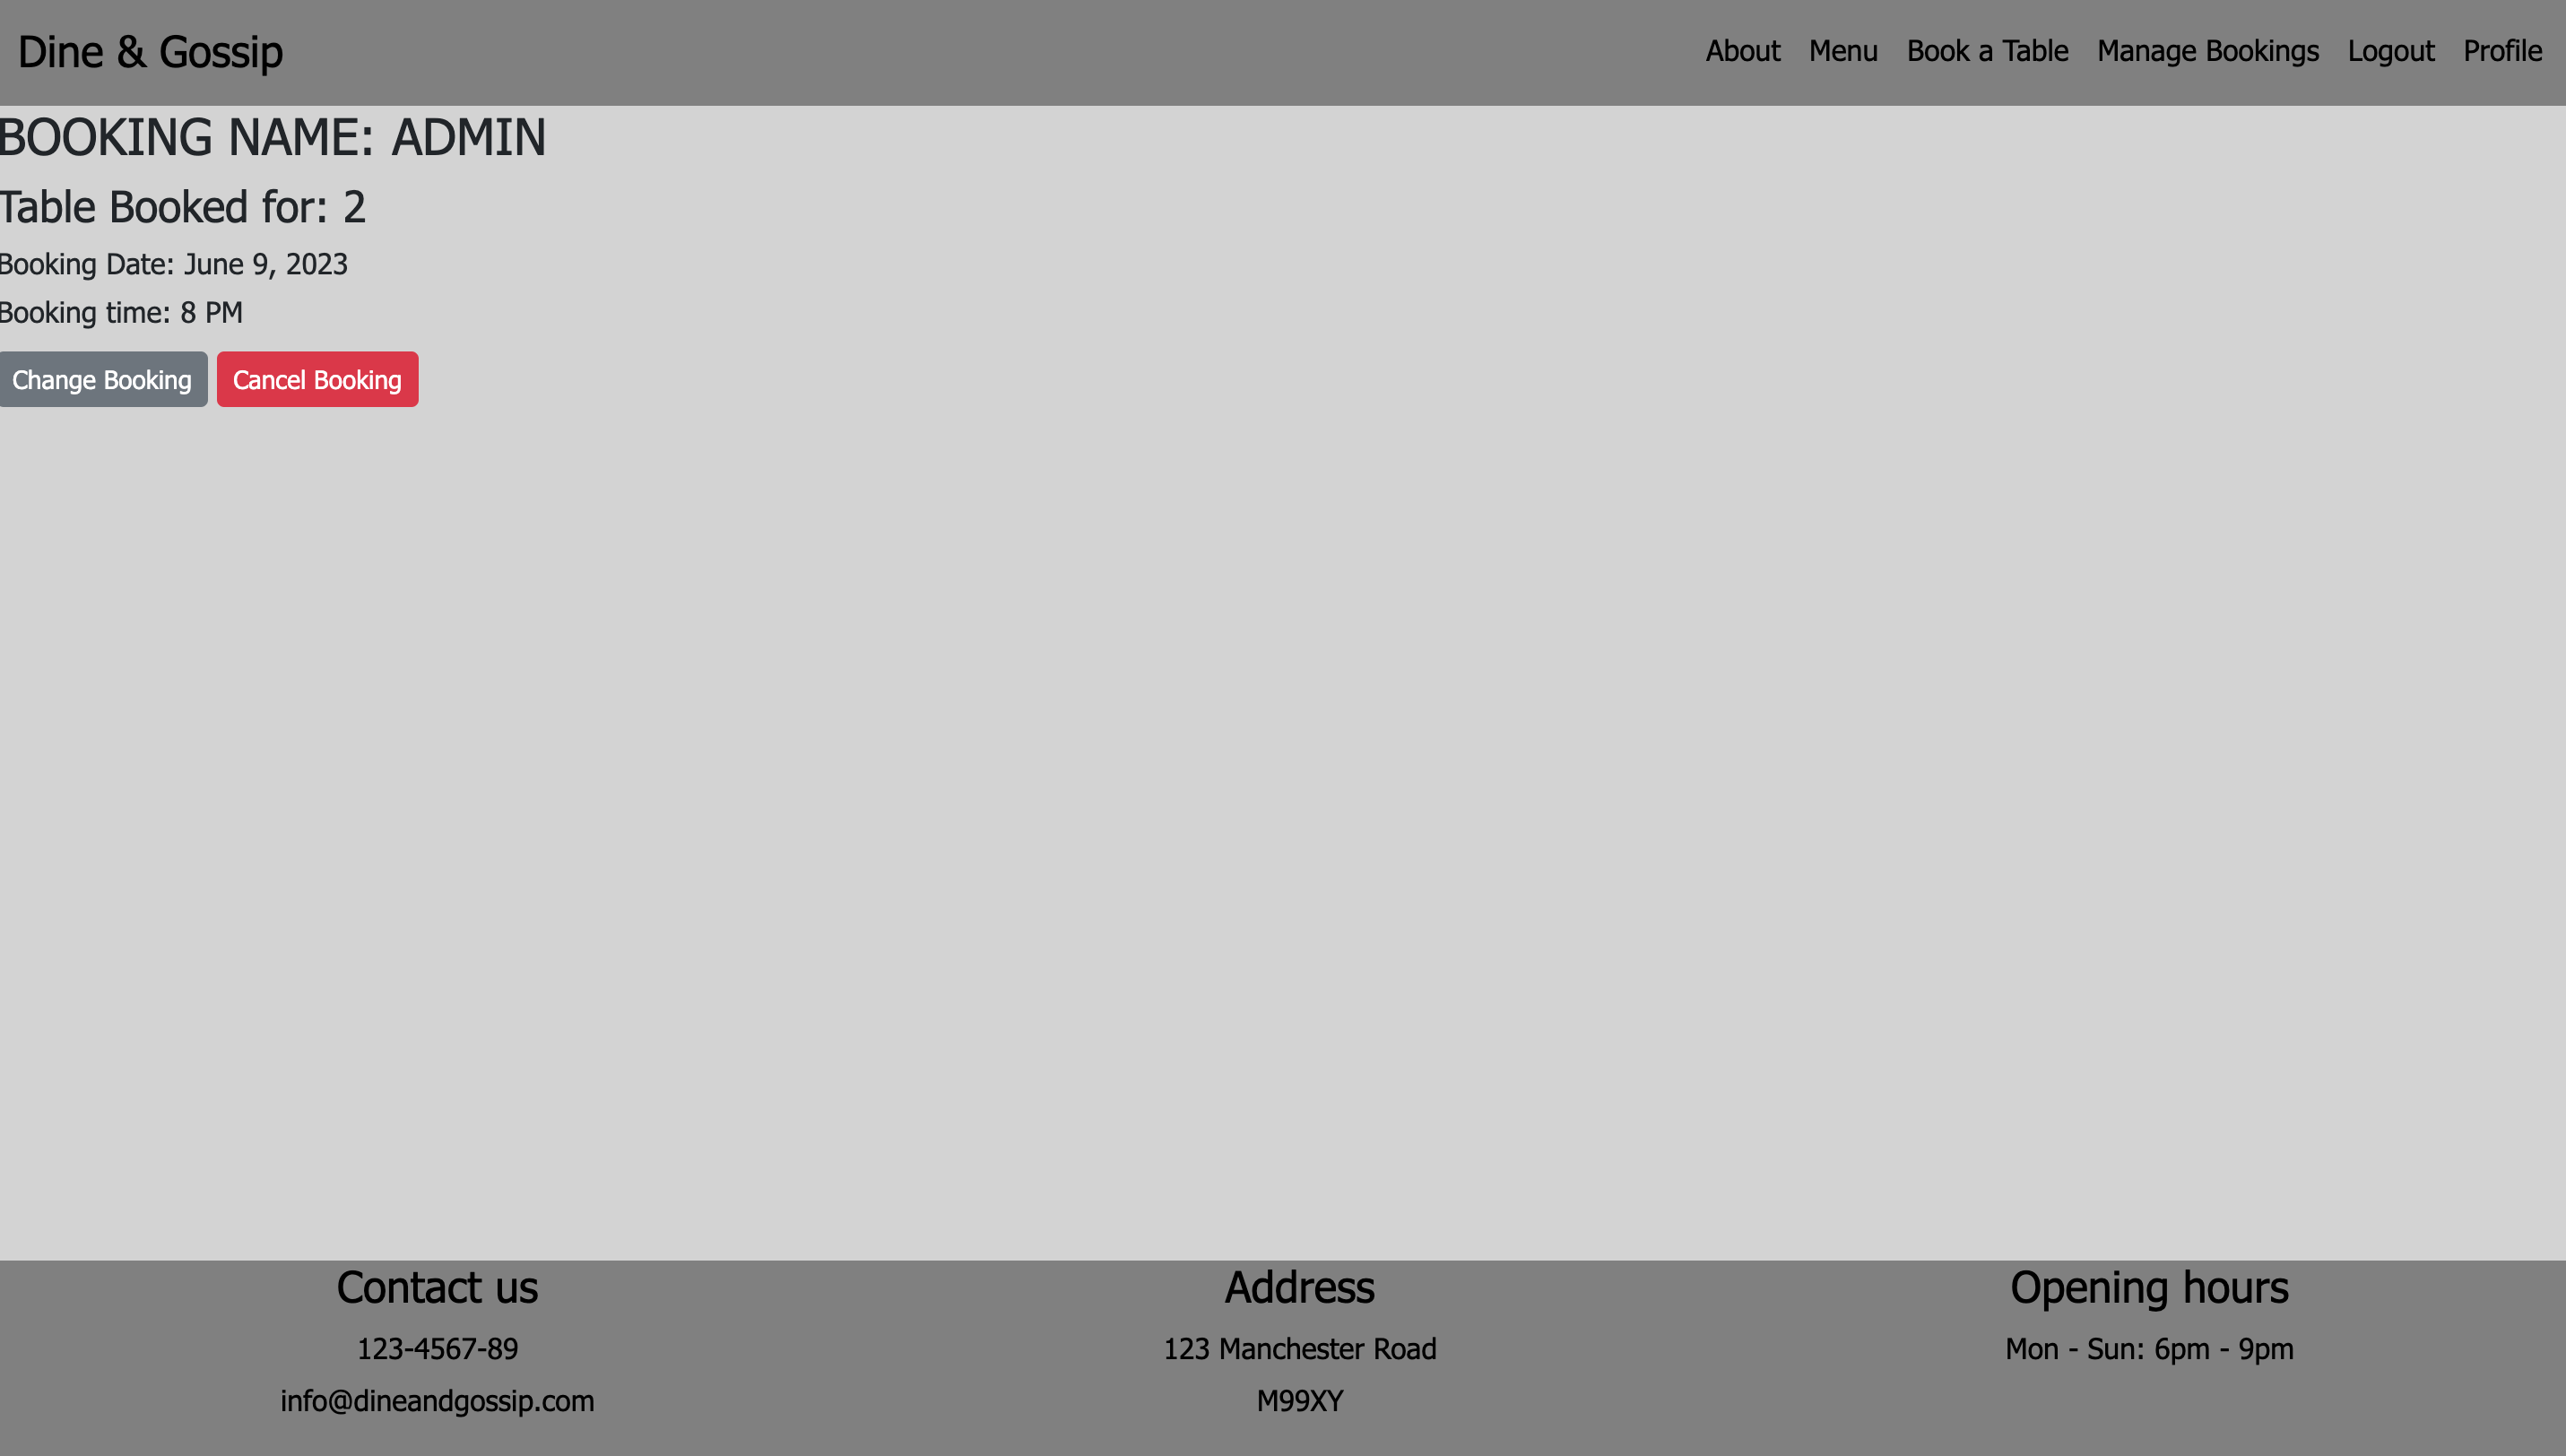 Dine & Gossip
About Menu Book a Table Manage Bookings Logout Profile
BOOKING NAME: ADMIN
Table Booked for: 2
Booking Date: June 9, 2023
Booking time: 8 PM
Change Booking Cancel Booking
Contact us
123-4567-89
info@dineandgossip.com
Address
123 Manchester Road
M99XY
Opening hours
Mon - Sun: 6pm - 9pm